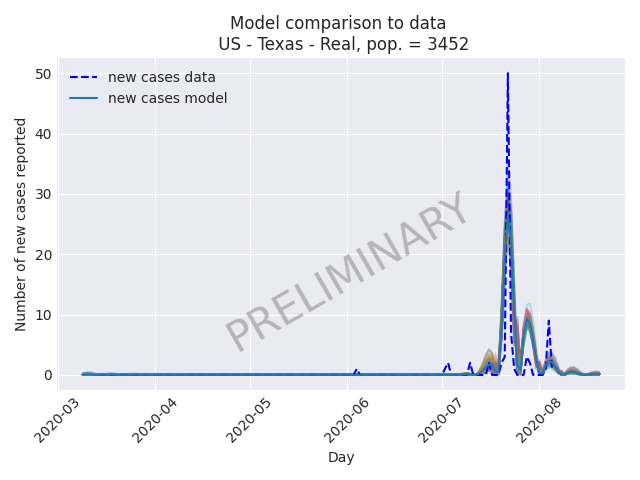 Model comparison to data
US - Texas - Real, pop. = 3452
new cases data
new cases model
Number of new cases reported
50
40
30
20
10
0
PRELIMINARY
2020-03
2020-04
2020-05
2020-06
2020-07
2020-08
Day